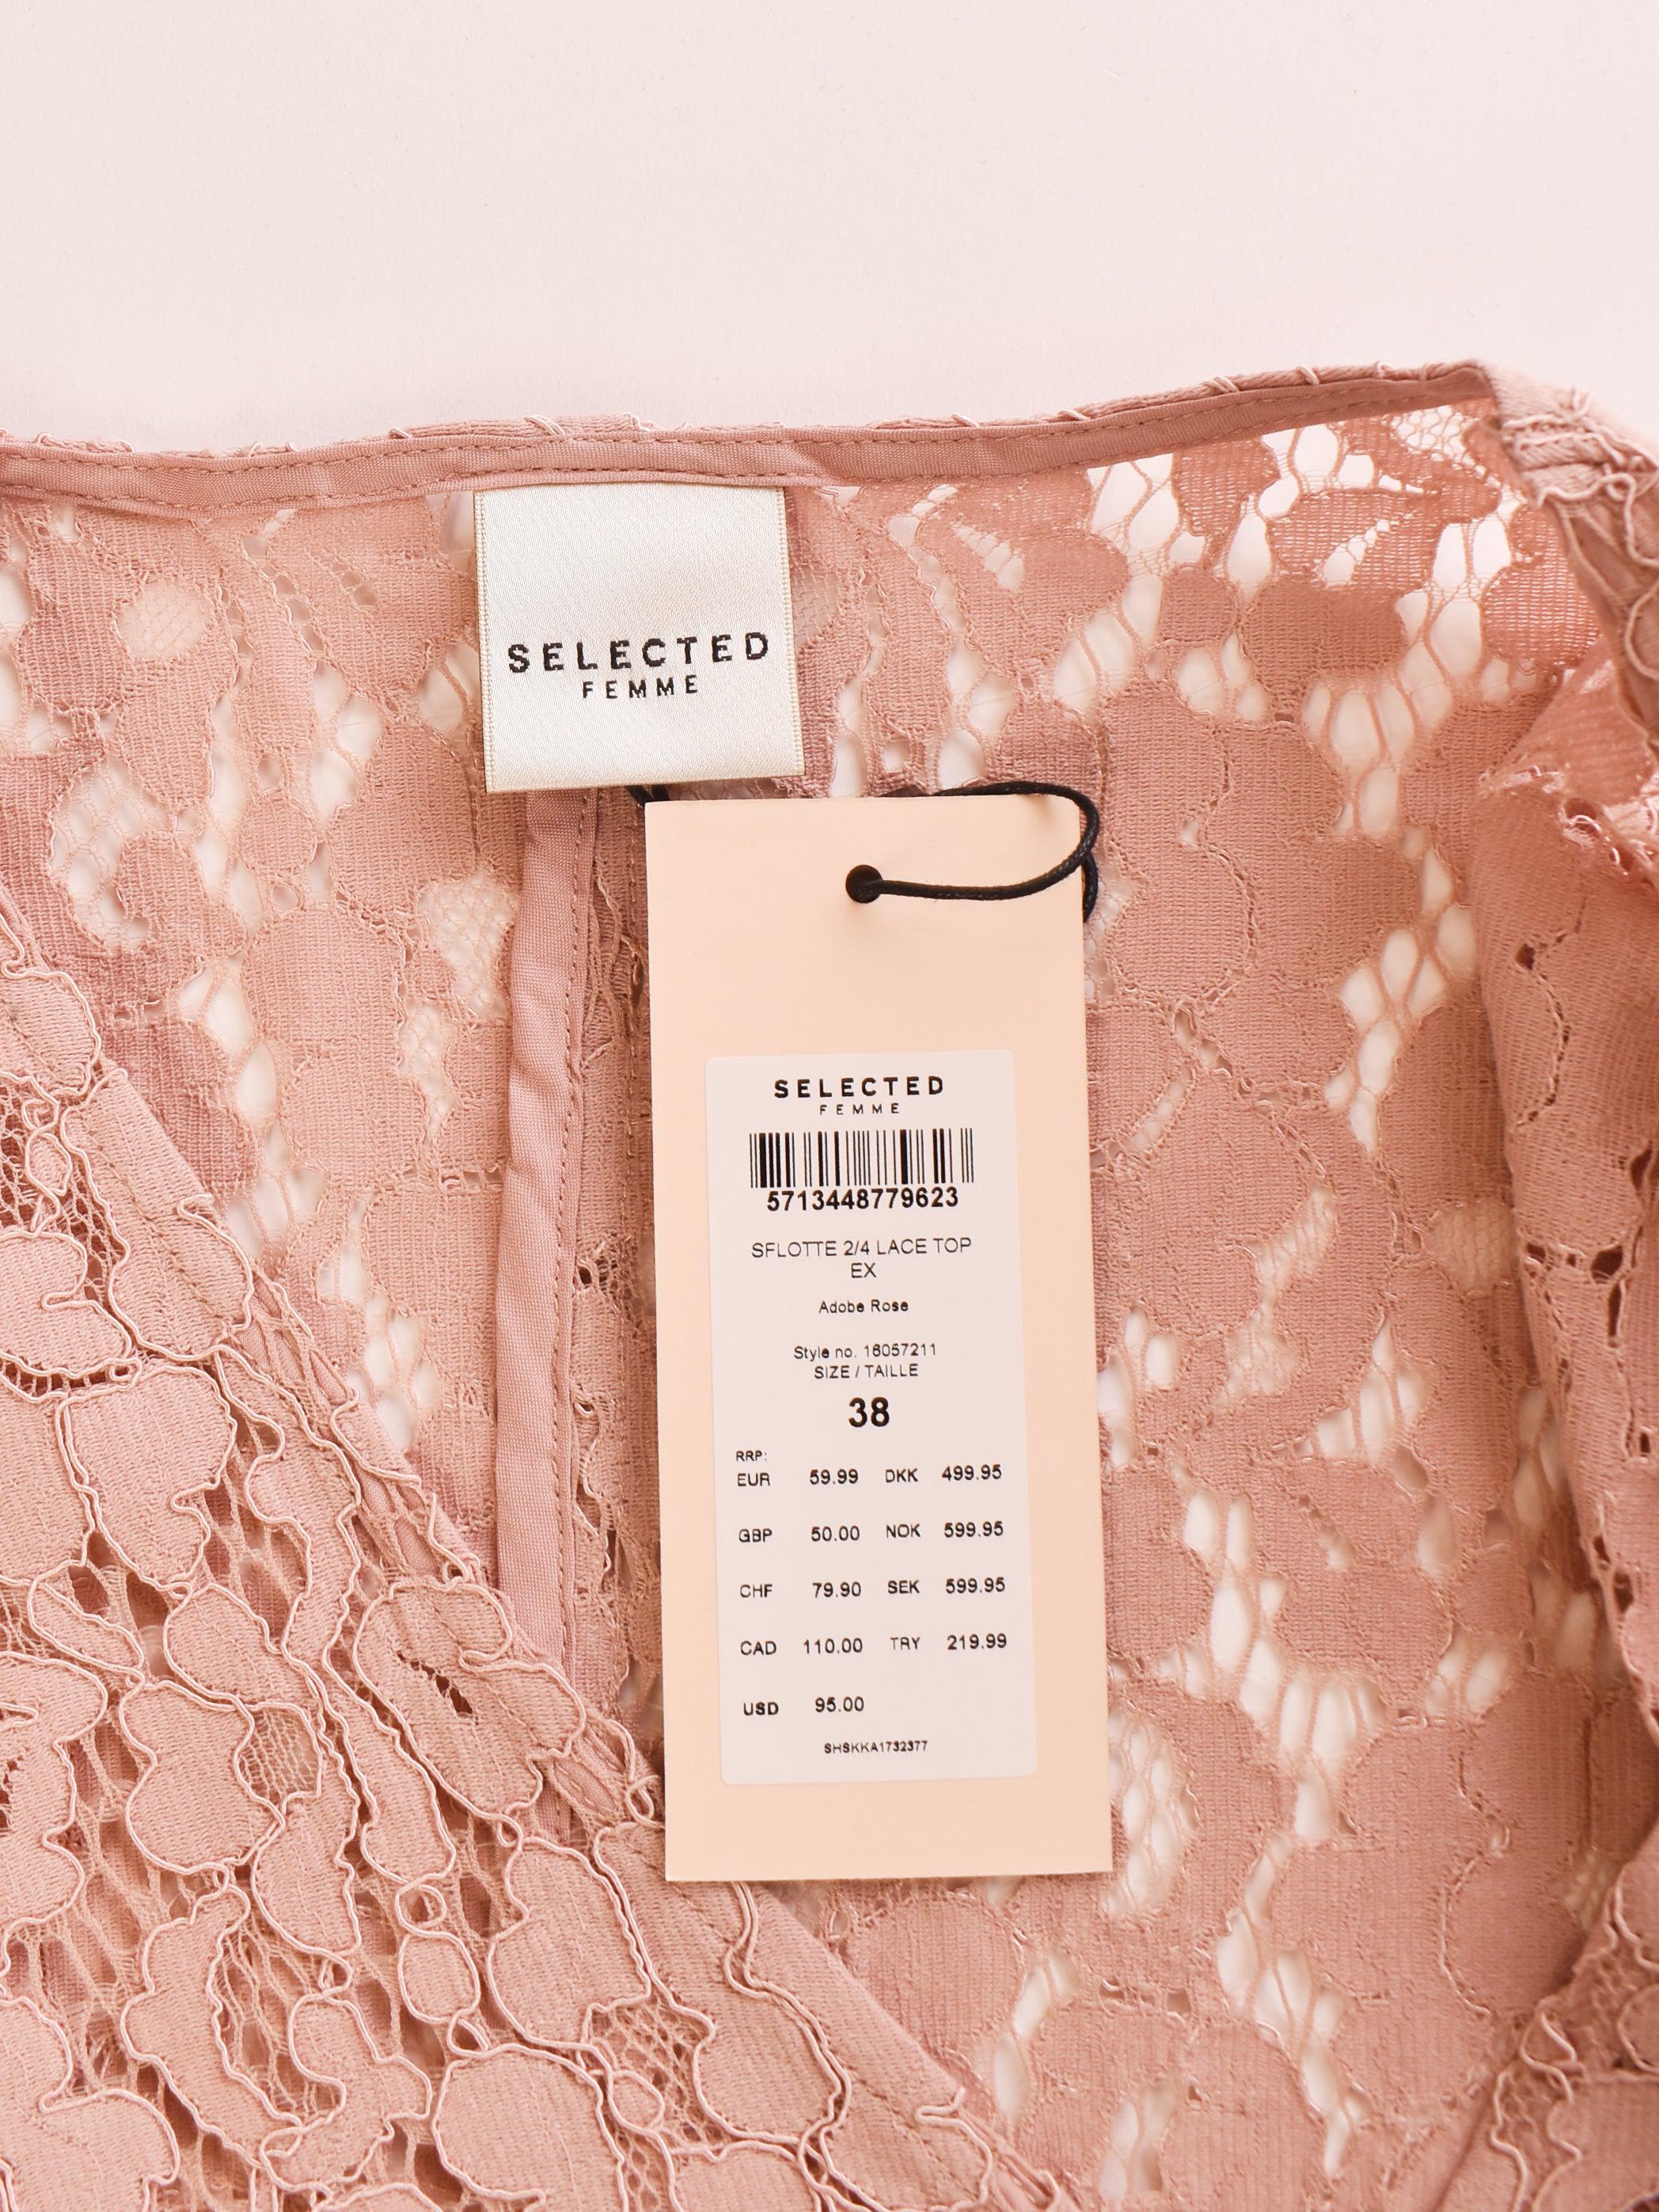 SELECTED
FEMME
SELECTED
FEMME
5713448779623
SFLOTTE 2/4 LACE TOP
EX
Adobe Rose
Style no. 16057211
SIZE / TAILLE
38
RRP:
EUR 59.99 DKK 499.95
GBP 50.00 NOK 599.95
CHF 79.90 SEK 599.95
CAD 110.00 TRY 219.99
USD 95.00
SHSKKA1732377